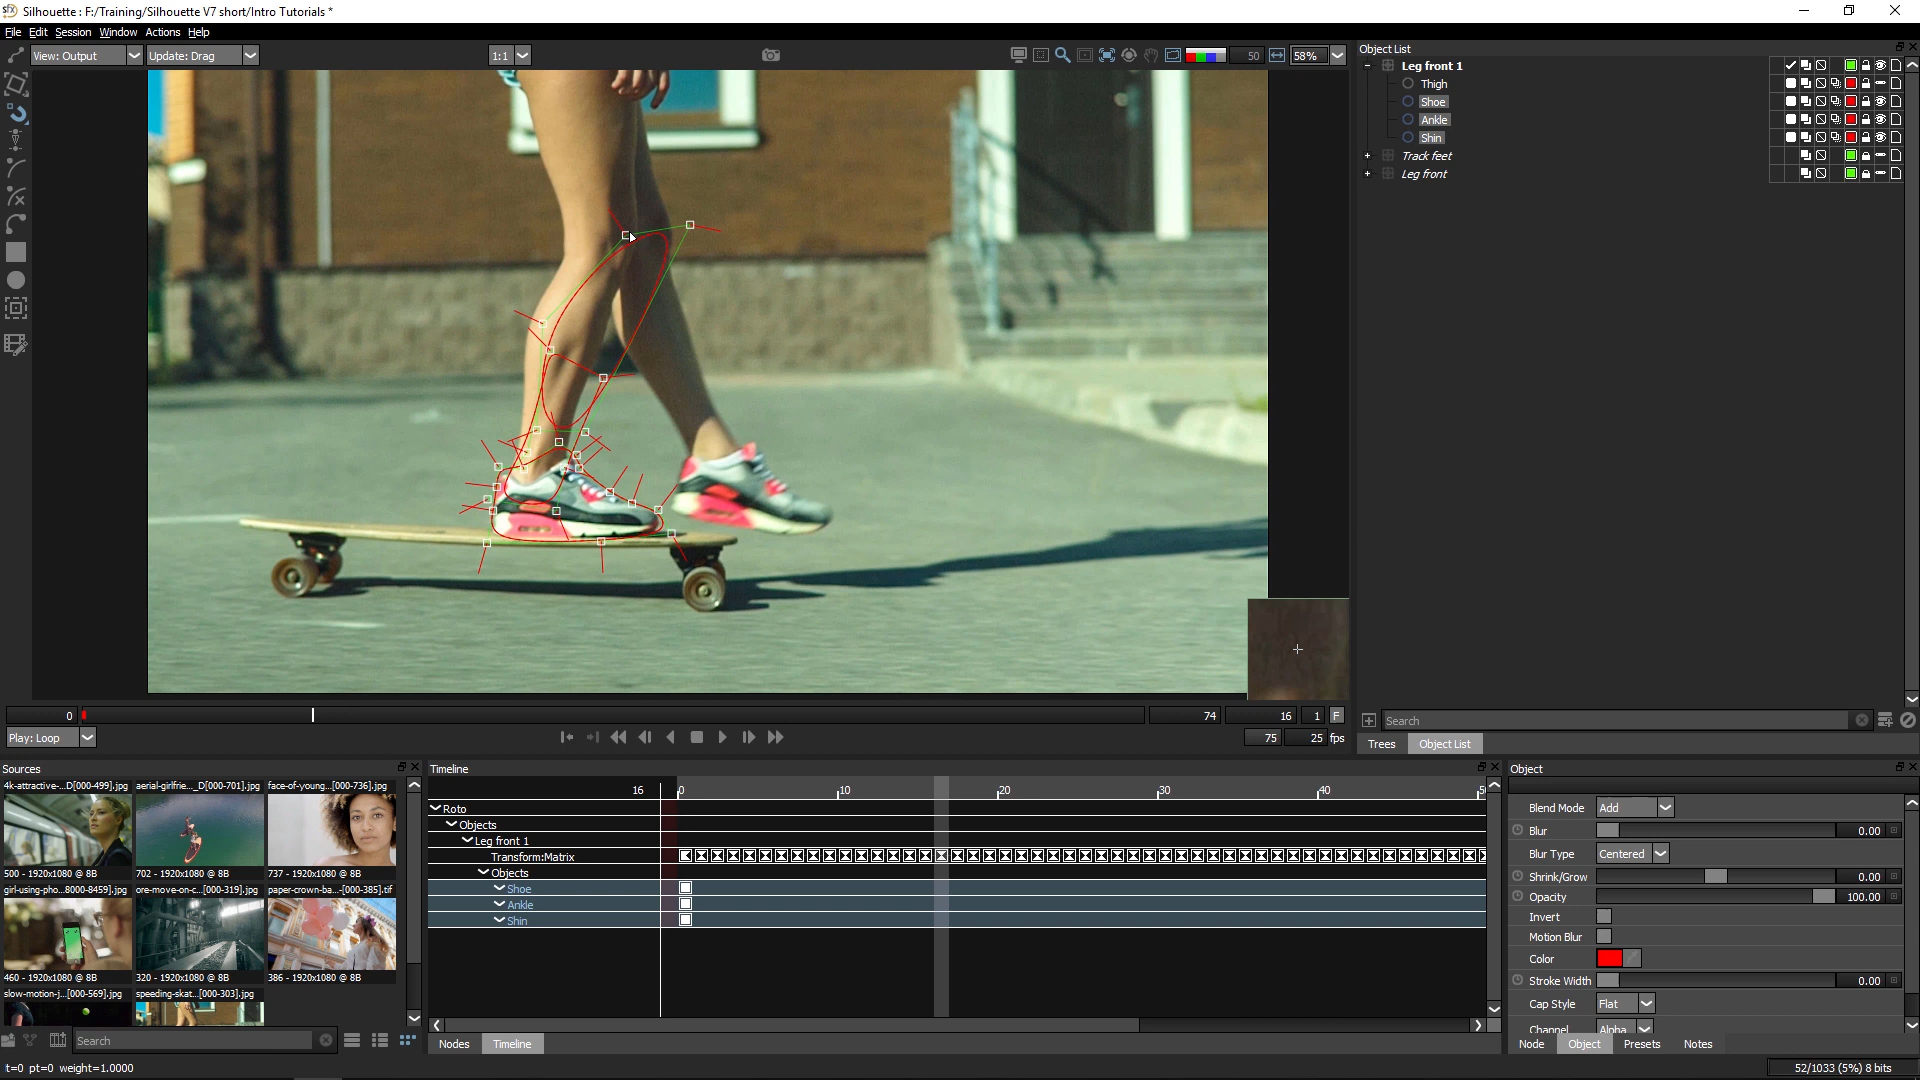 Silhouette : F:/Training/Silhouette V7 short/Intro Tutorials *
File Edit Session Window Actions Help
View: Output Update: Drag 1:1 50 58%
Object List
Leg front 1
Thigh
Shoe
Ankle
Shin
Track feet
Leg front
0 74 16 1 F
Play: Loop 75 25 fps
Search
Trees Object List
Sources
4k-attractive-...D[000-499].jpg aerial-girlfrie..._D[000-701].jpg face-of-young...[000-736].jpg
500 - 1920x1080 @ 8B 702 - 1920x1080 @ 8B 737 - 1920x1080 @ 8B
girl-using-pho...8000-8459].jpg ore-move-on-c...[000-319].jpg paper-crown-ba...-[000-385].tif
460 - 1920x1080 @ 8B 320 - 1920x1080 @ 8B 386 - 1920x1080 @ 8B
slow-motion-j...[000-569].jpg speeding-skat...[000-303].jpg
Search
Timeline
16 0 10 20 30 40
Roto
Objects
Leg front 1
Transform:Matrix
Objects
Shoe
Ankle
Shin
Nodes Timeline
Object
Blend Mode Add
Blur 0.00
Blur Type Centered
Shrink/Grow 0.00
Opacity 100.00
Invert
Motion Blur
Color
Stroke Width 0.00
Cap Style Flat
Channel Alpha
Node Object Presets Notes
t=0 pt=0 weight=1.0000
52/1033 (5%) 8 bits